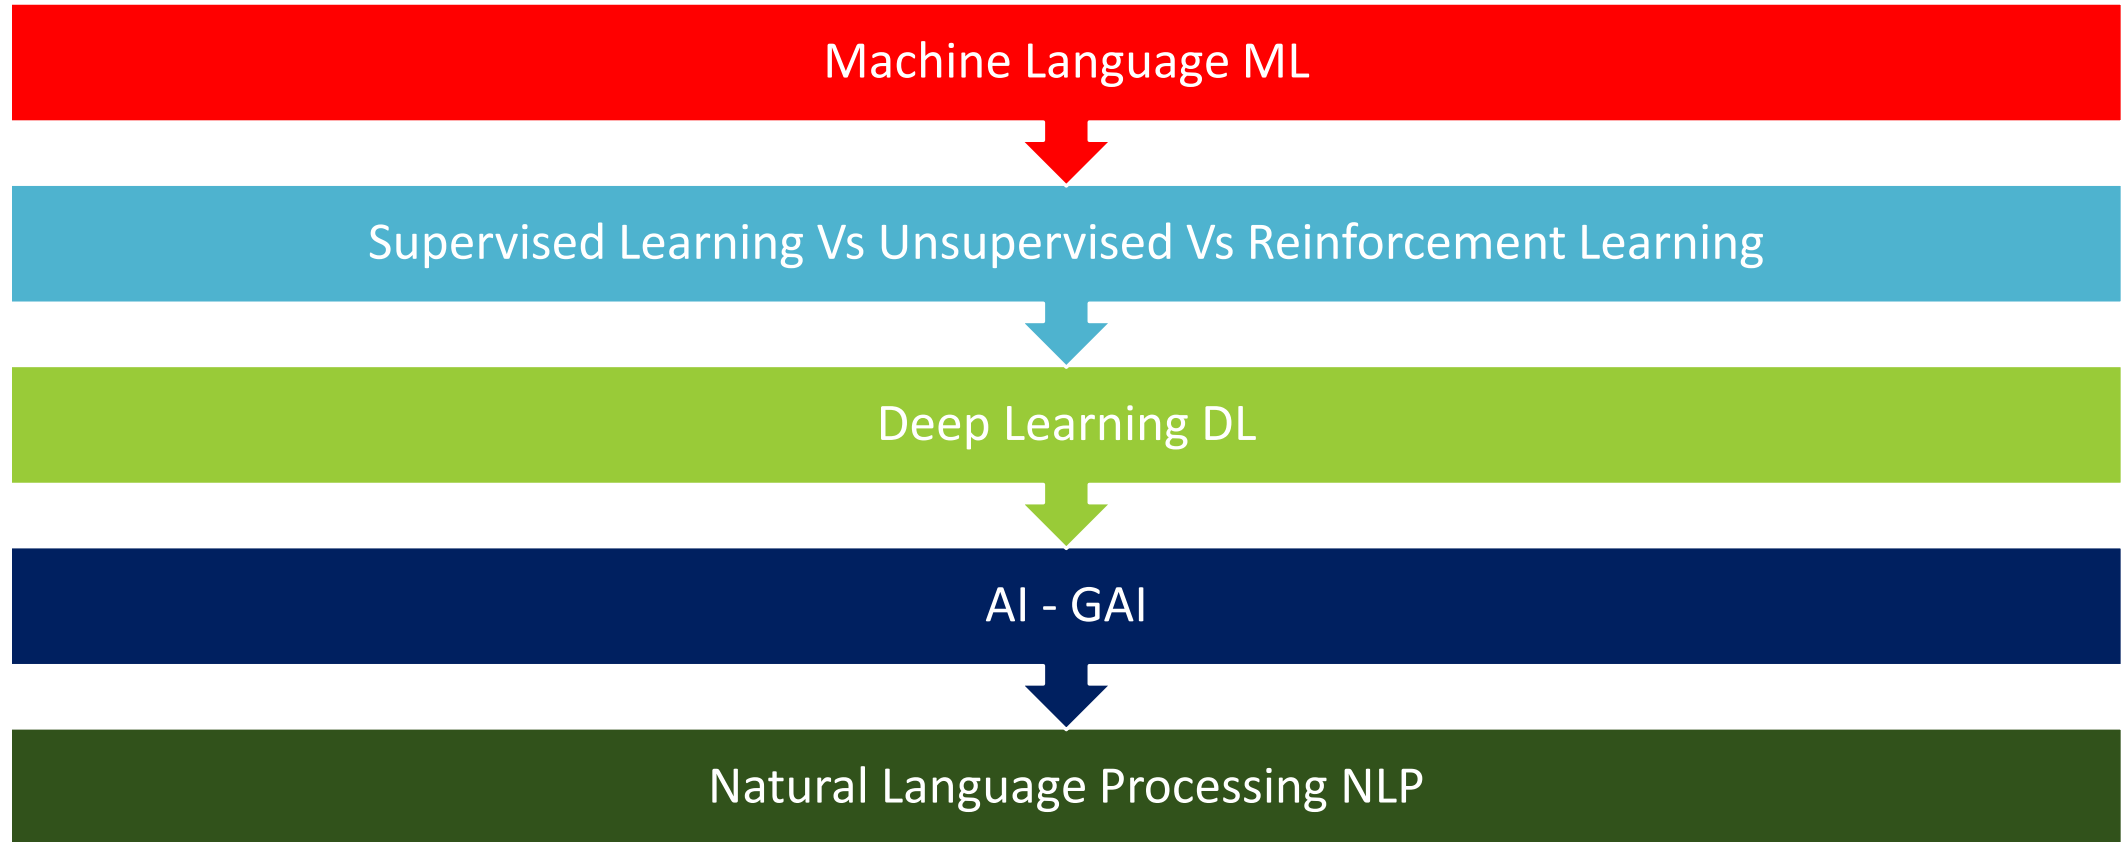 Machine Language ML
Supervised Learning Vs Unsupervised Vs Reinforcement Learning
Deep Learning DL
AI - GAI
Natural Language Processing NLP